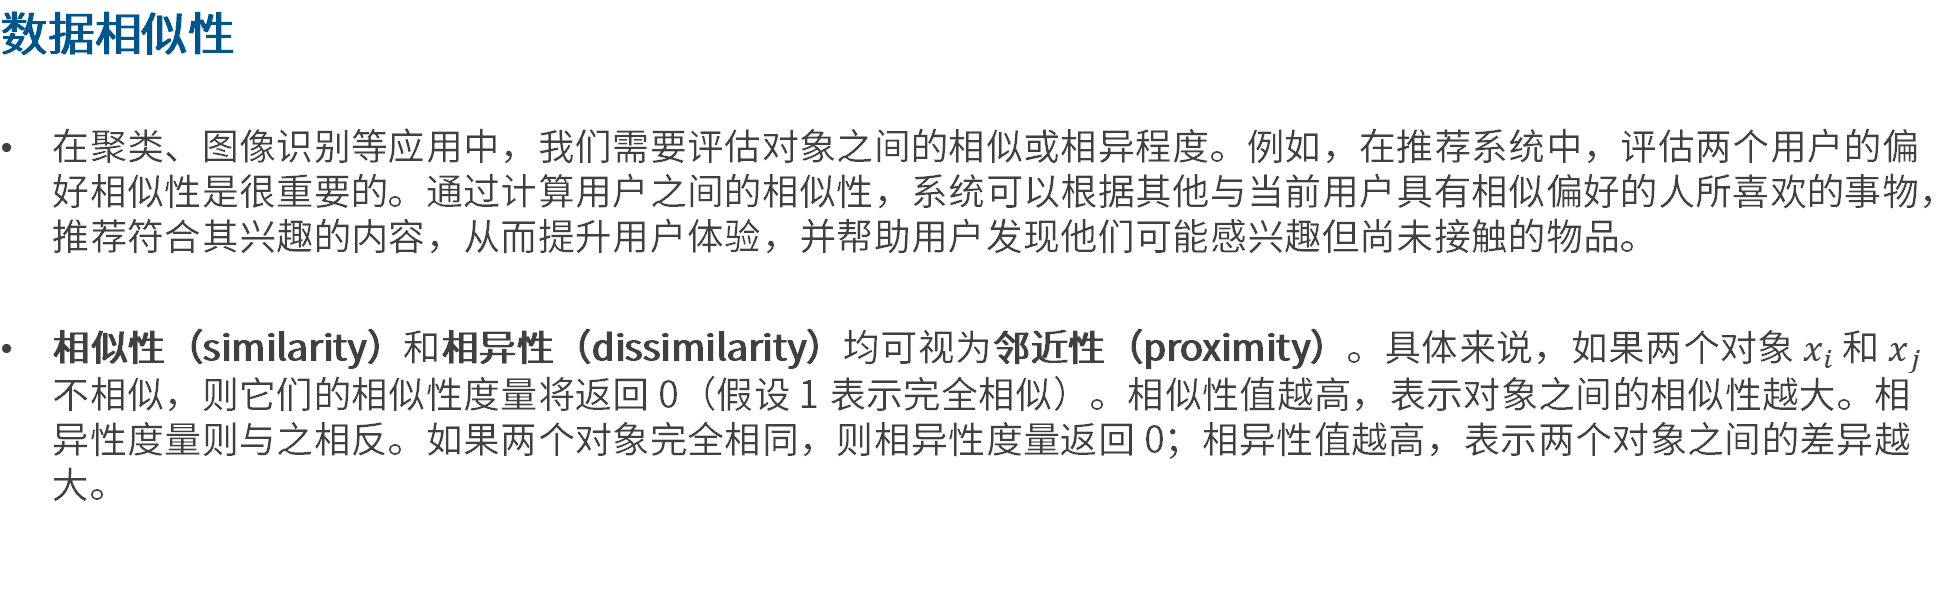 数据相似性
• 在聚类、图像识别等应用中，我们需要评估对象之间的相似或相异程度。例如，在推荐系统中，评估两个用户的偏
好相似性是很重要的。通过计算用户之间的相似性，系统可以根据其他与当前用户具有相似偏好的人所喜欢的事物，
推荐符合其兴趣的内容，从而提升用户体验，并帮助用户发现他们可能感兴趣但尚未接触的物品。
• 相似性（similarity）和相异性（dissimilarity）均可视为邻近性（proximity）。具体来说，如果两个对象 𝑥𝑖 和 𝑥𝑗
不相似，则它们的相似性度量将返回 0（假设 1 表示完全相似）。相似性值越高，表示对象之间的相似性越大。相
异性度量则与之相反。如果两个对象完全相同，则相异性度量返回 0；相异性值越高，表示两个对象之间的差异越
大。